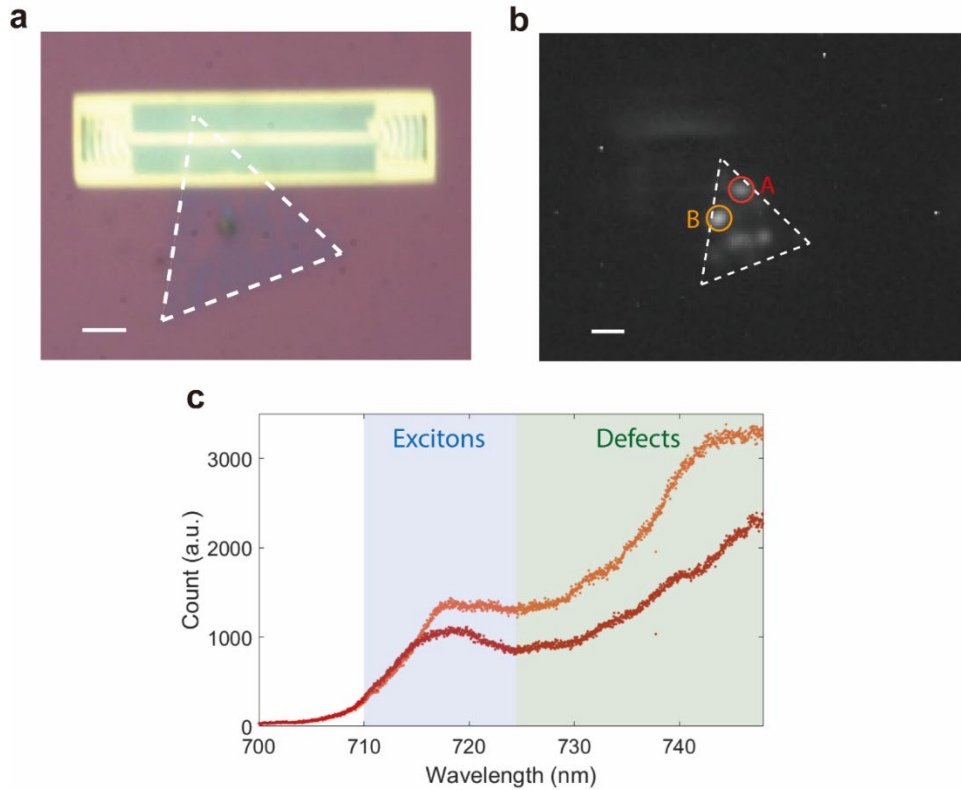 a
b
A
B
c
Excitons
Defects
3000
2000
1000
0
Count (a.u.)
700
710
720
730
740
Wavelength (nm)